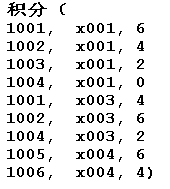 积分(
1001, x001, 6
1002, x001, 4
1003, x001, 2
1004, x001, 0
1001, x003, 4
1002, x003, 6
1004, x003, 2
1005, x004, 6
1006, x004, 4)